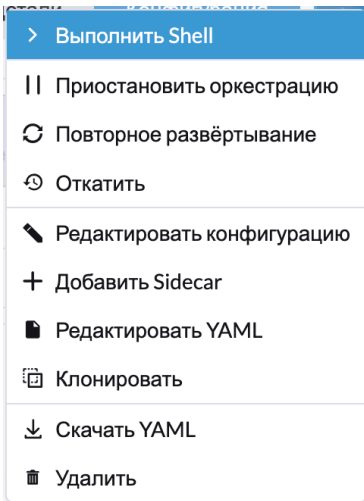 Выполнить Shell
Приостановить оркестрацию
Повторное развёртывание
Откатить
Редактировать конфигурацию
Добавить Sidecar
Редактировать YAML
Клонировать
Скачать YAML
Удалить